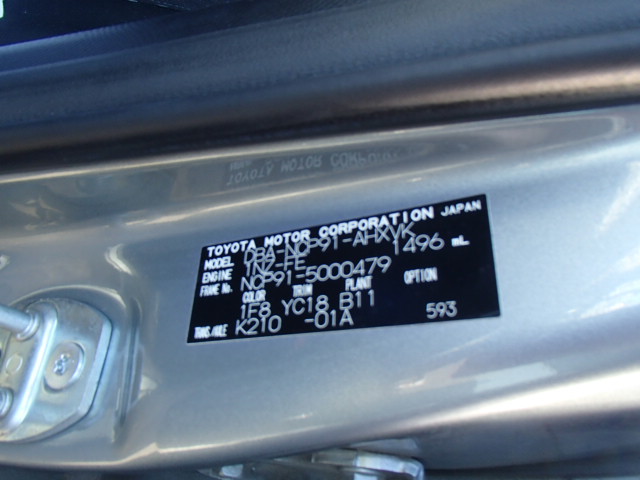 TOYOTA MOTOR CORPORATION JAPAN
MODEL DBA-NCP91-AHXVK
ENGINE 1NZ-FE 1496 mL
FRAME No. NCP91-5000479
COLOR TRIM PLANT OPTION
1F8 YC18 B11
TRANS/AXLE K210 -01A 593